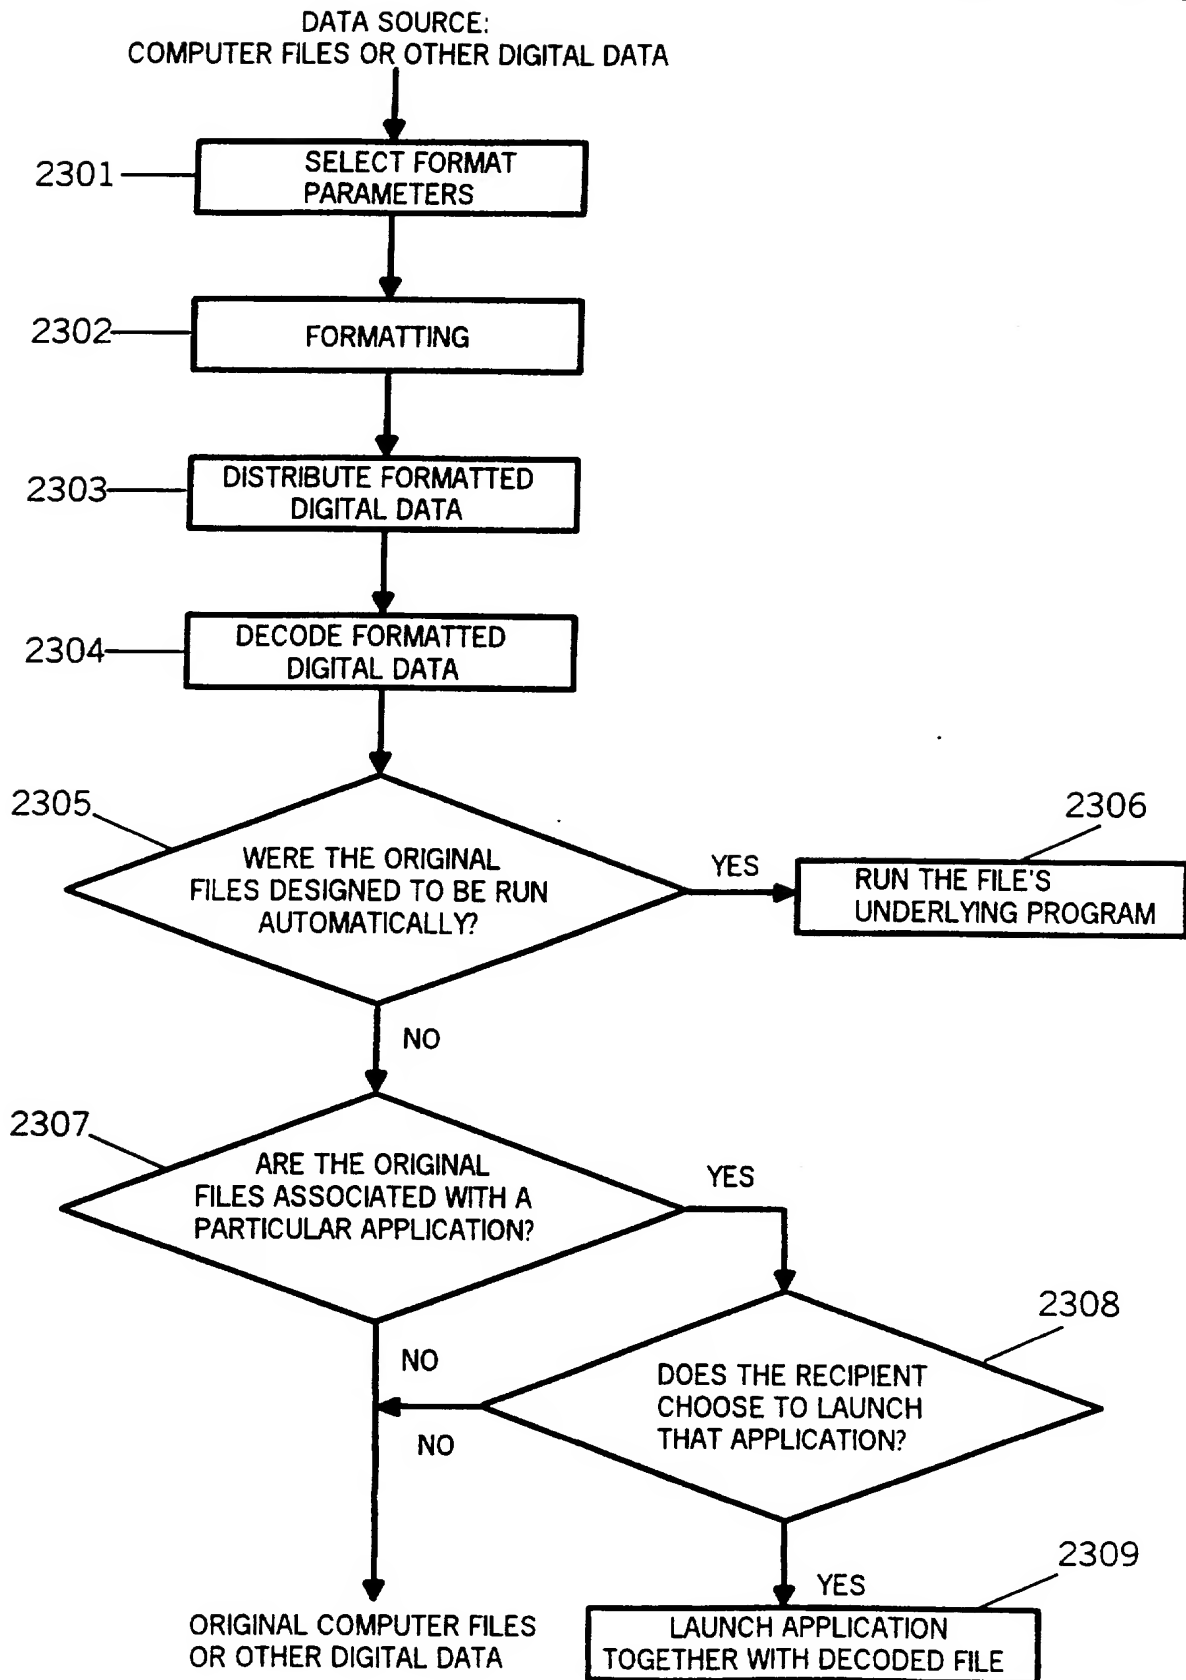 DATA SOURCE:
COMPUTER FILES OR OTHER DIGITAL DATA
2301
SELECT FORMAT
PARAMETERS
2302
FORMATTING
2303
DISTRIBUTE FORMATTED
DIGITAL DATA
2304
DECODE FORMATTED
DIGITAL DATA
2305
WERE THE ORIGINAL
FILES DESIGNED TO BE RUN
AUTOMATICALLY?
YES
2306
RUN THE FILE'S
UNDERLYING PROGRAM
NO
2307
ARE THE ORIGINAL
FILES ASSOCIATED WITH A
PARTICULAR APPLICATION?
YES
2308
NO
DOES THE RECIPIENT
CHOOSE TO LAUNCH
THAT APPLICATION?
NO
2309
YES
ORIGINAL COMPUTER FILES
OR OTHER DIGITAL DATA
LAUNCH APPLICATION
TOGETHER WITH DECODED FILE